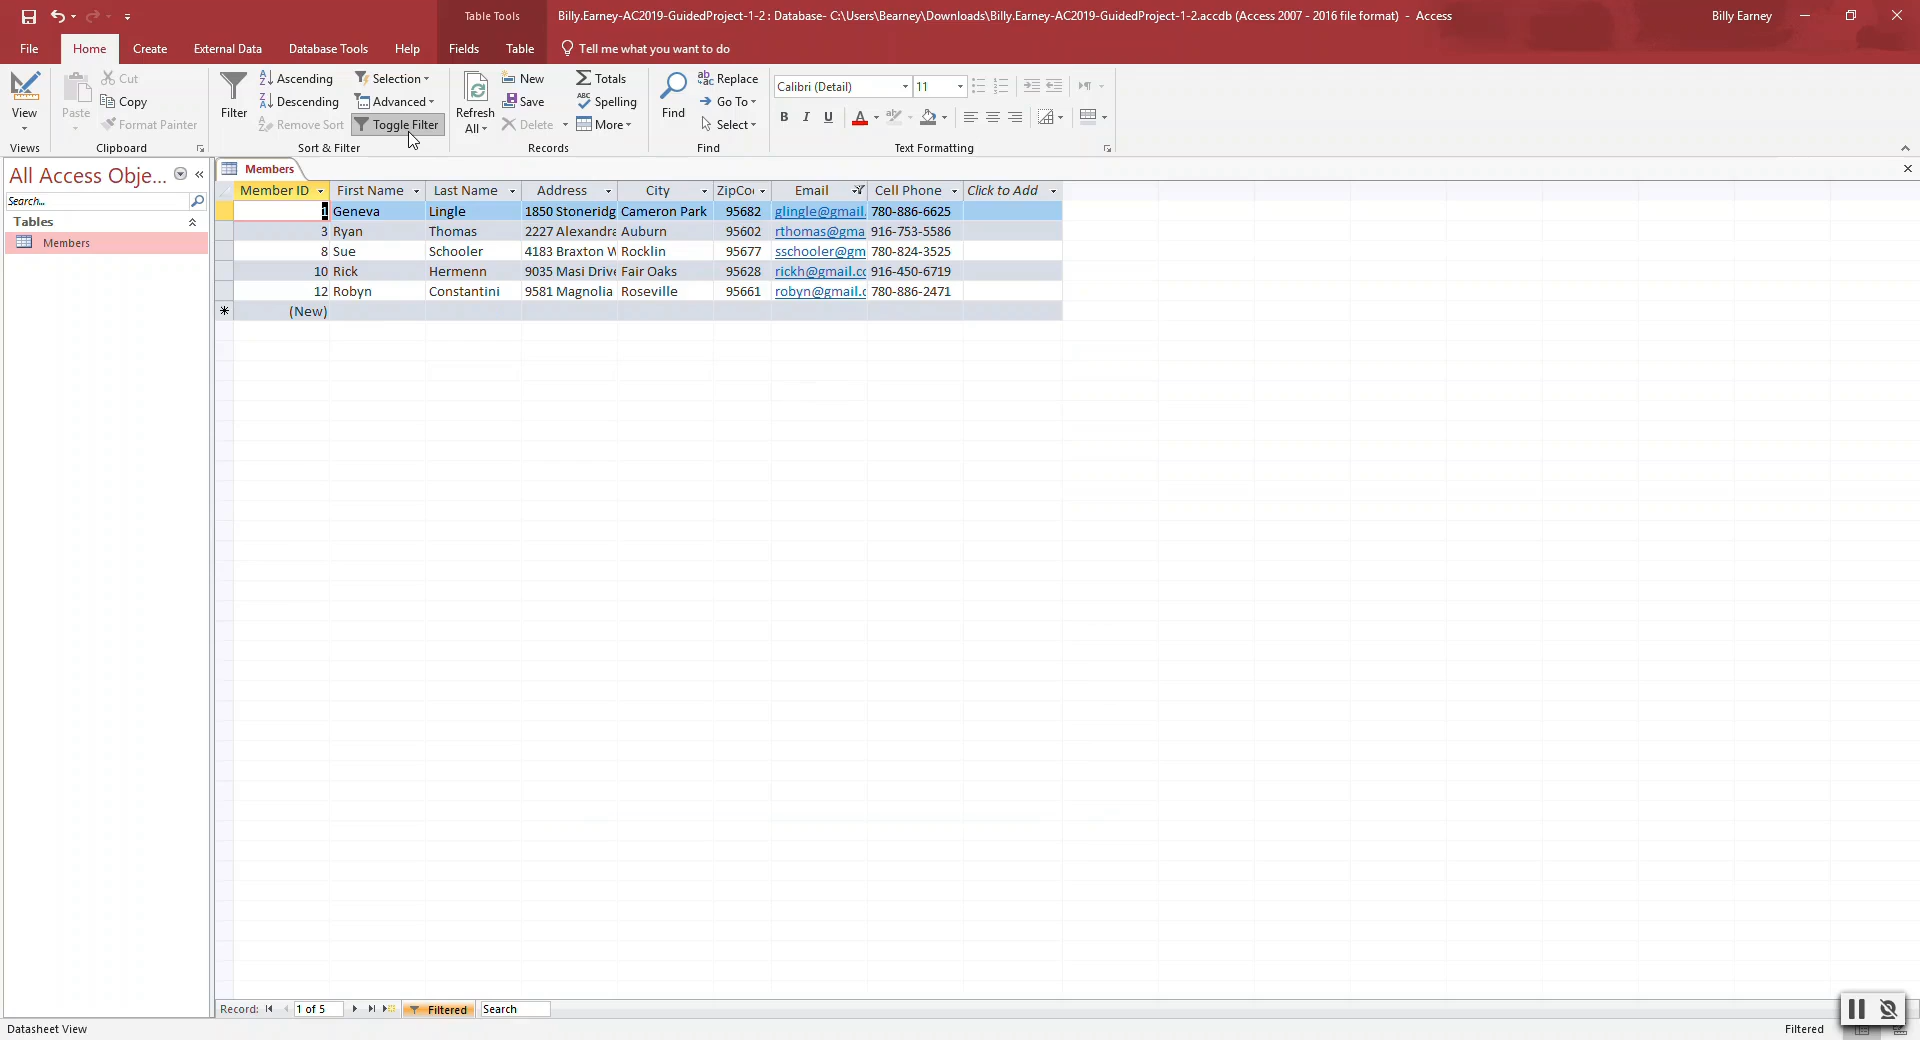 Table Tools
Billy.Earney-AC2019-GuidedProject-1-2 : Database- C:\Users\Bearney\Downloads\Billy.Earney-AC2019-GuidedProject-1-2.accdb (Access 2007 - 2016 file format) - Access
Billy Earney
File Home Create External Data Database Tools Help Fields Table Tell me what you want to do
View
Views
Paste
Cut
Copy
Format Painter
Clipboard
Filter
Ascending
Descending
Remove Sort
Selection
Advanced
Toggle Filter
Sort & Filter
Refresh
All
New
Save
Delete
Totals
Spelling
More
Records
Find
Replace
Go To
Select
Find
Calibri (Detail) 11
B I U A
Text Formatting
All Access Obje...
Search...
Tables
Members
Members
Member ID First Name Last Name Address City ZipCo Email Cell Phone Click to Add
1 Geneva Lingle 1850 Stoneridg Cameron Park 95682 glingle@gmail. 780-886-6625
3 Ryan Thomas 2227 Alexandra Auburn 95602 rthomas@gma 916-753-5586
8 Sue Schooler 4183 Braxton W Rocklin 95677 sschooler@gm 780-824-3525
10 Rick Hermenn 9035 Masi Drive Fair Oaks 95628 rickh@gmail.co 916-450-6719
12 Robyn Constantini 9581 Magnolia Roseville 95661 robyn@gmail.c 780-886-2471
(New)
Record: 1 of 5 Filtered Search
Datasheet View
Filtered